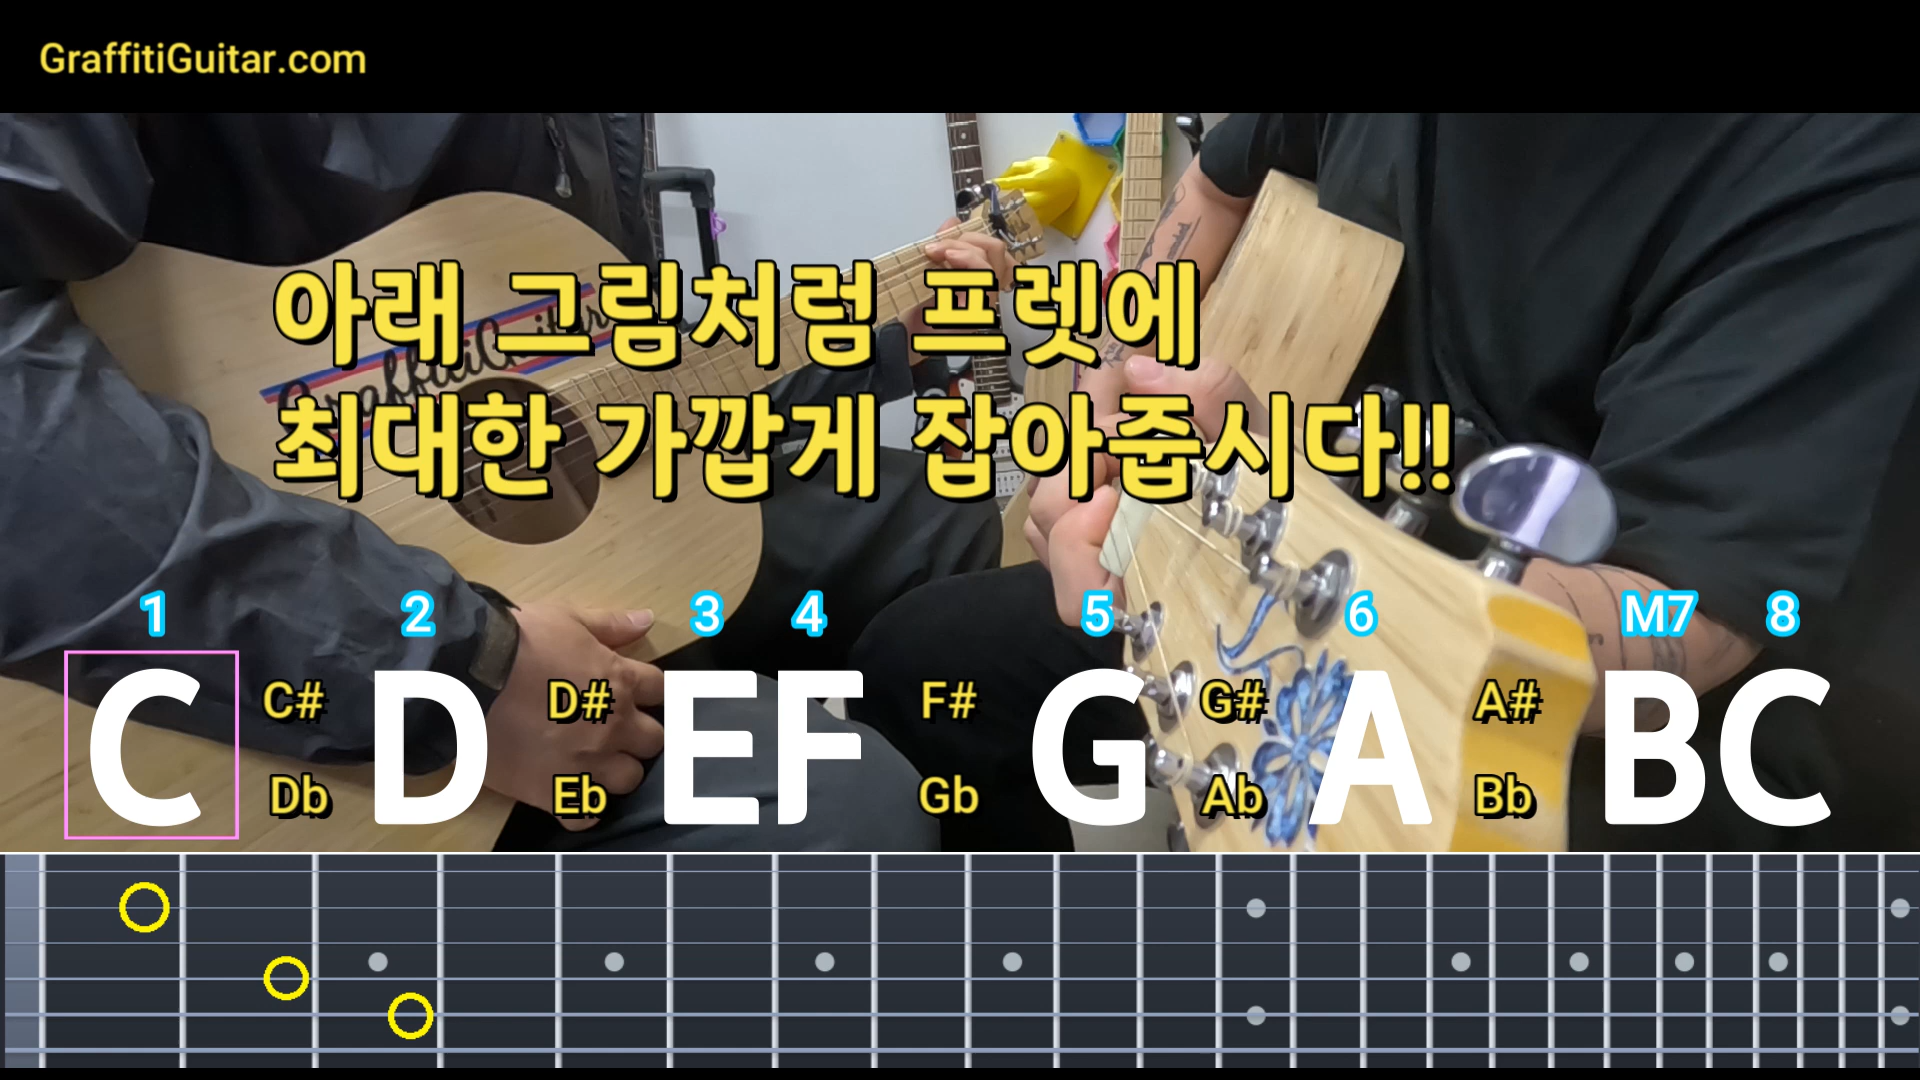 GraffitiGuitar.com
아래 그림처럼 프렛에
최대한 가깝게 잡아줍시다!!
GraffitiGuitar
1 2 3 4 5 6 M7 8
C# D# F# G# A#
C D E F G A B C
Db Eb Gb Ab Bb